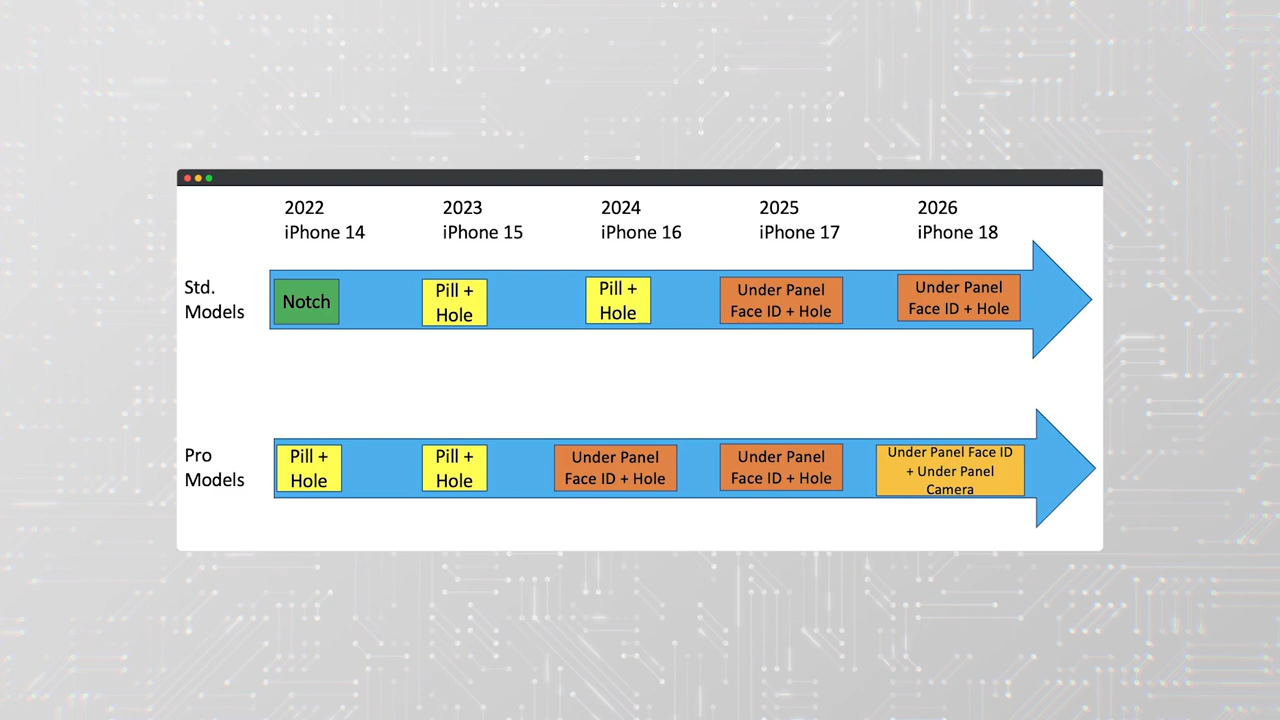 2022
iPhone 14
2023
iPhone 15
2024
iPhone 16
2025
iPhone 17
2026
iPhone 18
Std.
Models
Notch
Pill +
Hole
Pill +
Hole
Under Panel
Face ID + Hole
Under Panel
Face ID + Hole
Pro
Models
Pill +
Hole
Pill +
Hole
Under Panel
Face ID + Hole
Under Panel
Face ID + Hole
Under Panel Face ID
+ Under Panel
Camera